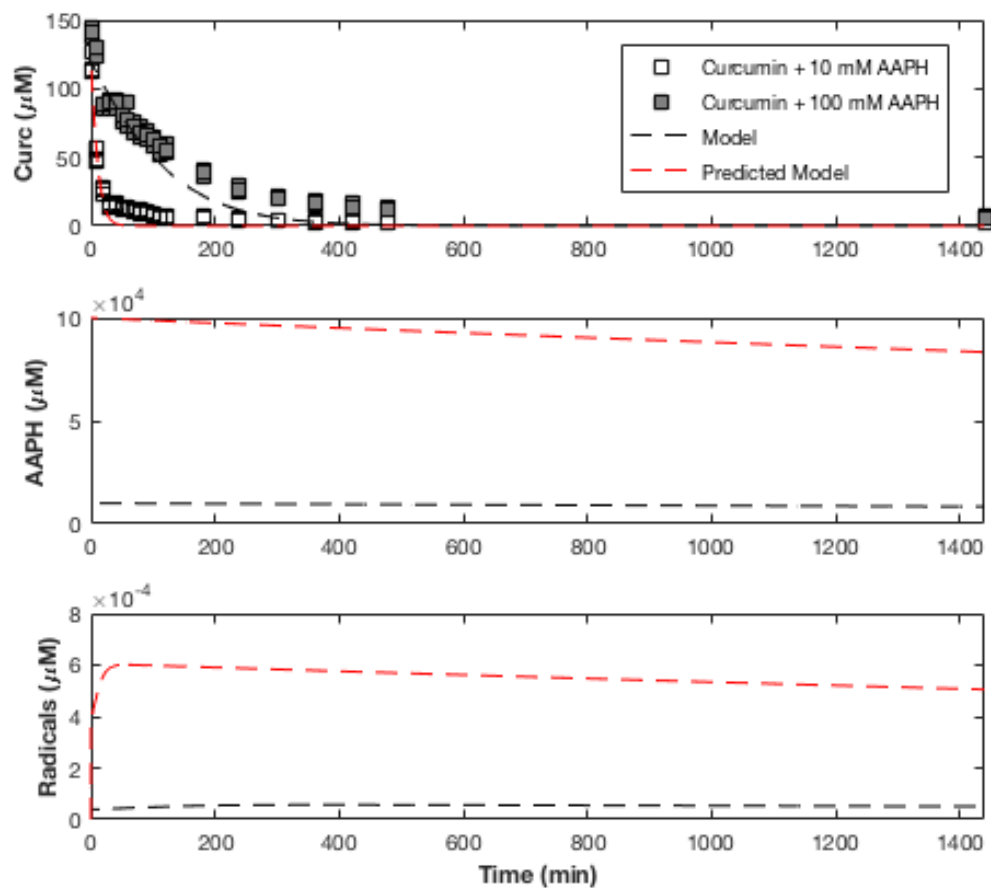 150
100
50
0
Curc (μM)
Curcumin + 10 mM AAPH
Curcumin + 100 mM AAPH
Model
Predicted Model
0 200 400 600 800 1000 1200 1400
×10⁴
10
5
0
AAPH (μM)
0 200 400 600 800 1000 1200 1400
×10⁻⁴
8
6
4
2
0
Radicals (μM)
0 200 400 600 800 1000 1200 1400
Time (min)